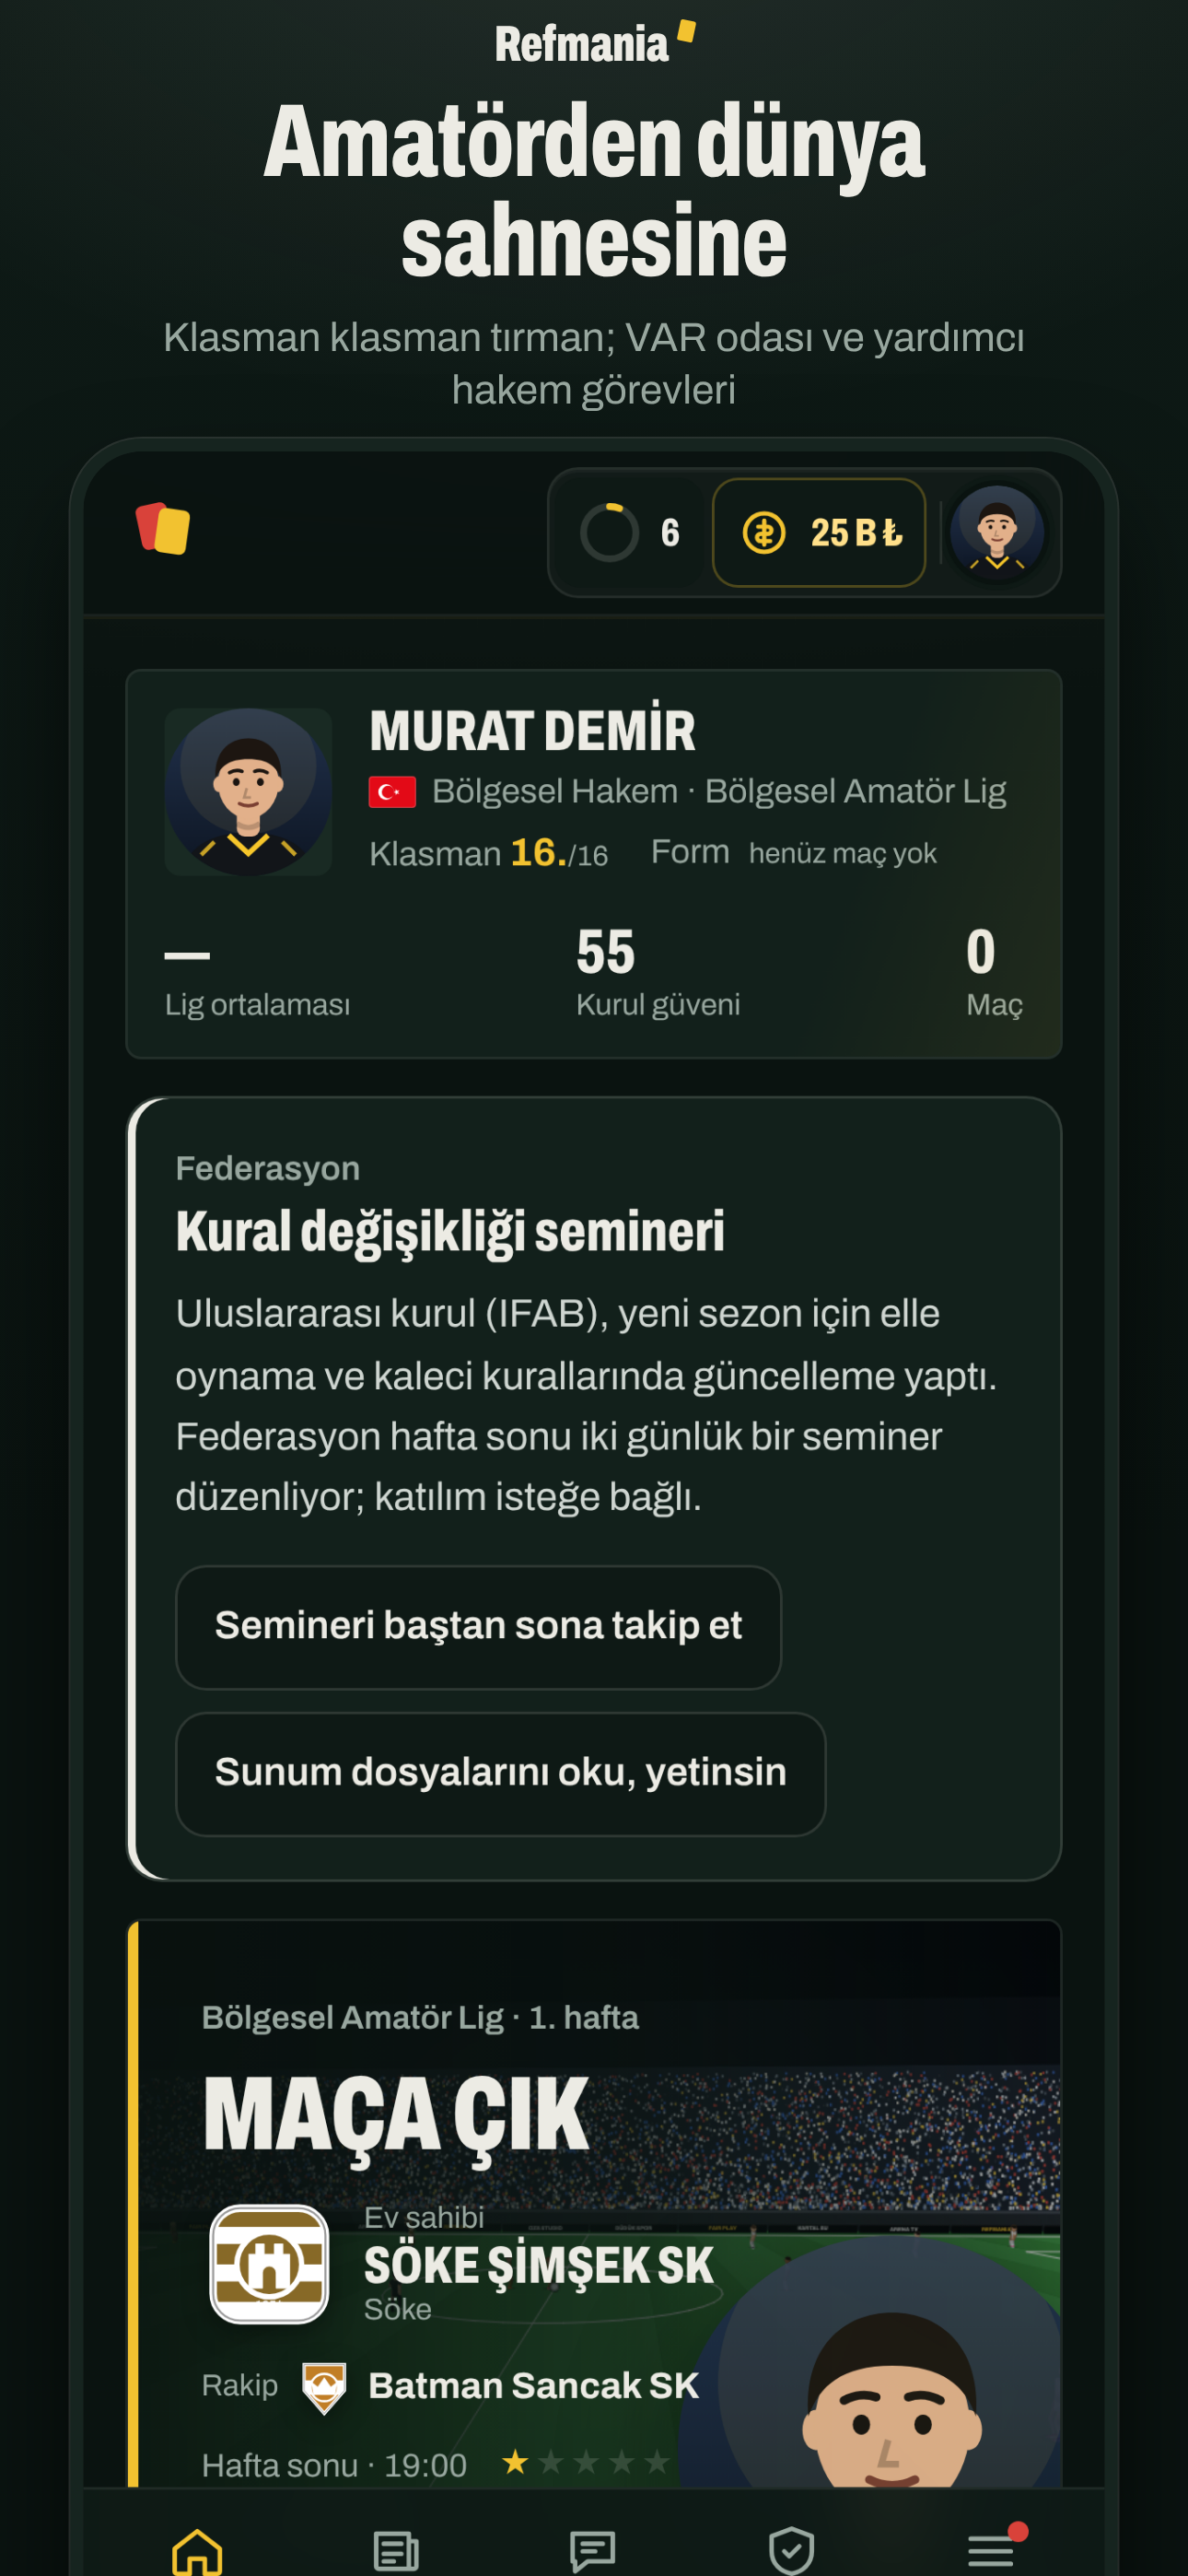 Refmania
Amatörden dünya
sahnesine
Klasman klasman tırman; VAR odası ve yardımcı
hakem görevleri
6
25 B ₺
MURAT DEMİR
Bölgesel Hakem · Bölgesel Amatör Lig
Klasman 16./16 Form henüz maç yok
— 55 0
Lig ortalaması Kurul güveni Maç
Federasyon
Kural değişikliği semineri
Uluslararası kurul (IFAB), yeni sezon için elle
oynama ve kaleci kurallarında güncelleme yaptı.
Federasyon hafta sonu iki günlük bir seminer
düzenliyor; katılım isteğe bağlı.
Semineri baştan sona takip et
Sunum dosyalarını oku, yetinsin
Bölgesel Amatör Lig · 1. hafta
MAÇA ÇIK
Ev sahibi
SÖKE ŞİMŞEK SK
Söke
Rakip Batman Sancak SK
Hafta sonu · 19:00